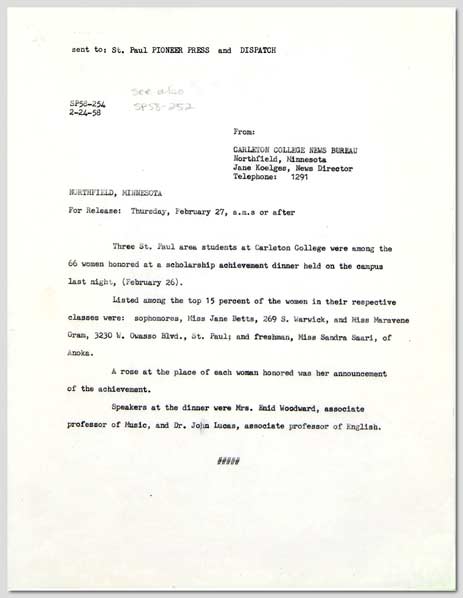 sent to: St. Paul PIONEER PRESS and DISPATCH
see also
SP58-252
SP58-254
2-24-58
From:
CARLETON COLLEGE NEWS BUREAU
Northfield, Minnesota
Jane Koelges, News Director
Telephone: 1291
NORTHFIELD, MINNESOTA
For Release: Thursday, February 27, a.m.s or after
Three St. Paul area students at Carleton College were among the
66 women honored at a scholarship achievement dinner held on the campus
last night, (February 26).
Listed among the top 15 percent of the women in their respective
classes were: sophomores, Miss Jane Betts, 269 S. Warwick, and Miss Maravene
Gram, 3230 W. Owasso Blvd., St. Paul; and freshman, Miss Sandra Saari, of
Anoka.
A rose at the place of each woman honored was her announcement
of the achievement.
Speakers at the dinner were Mrs. Enid Woodward, associate
professor of Music, and Dr. John Lucas, associate professor of English.
#####